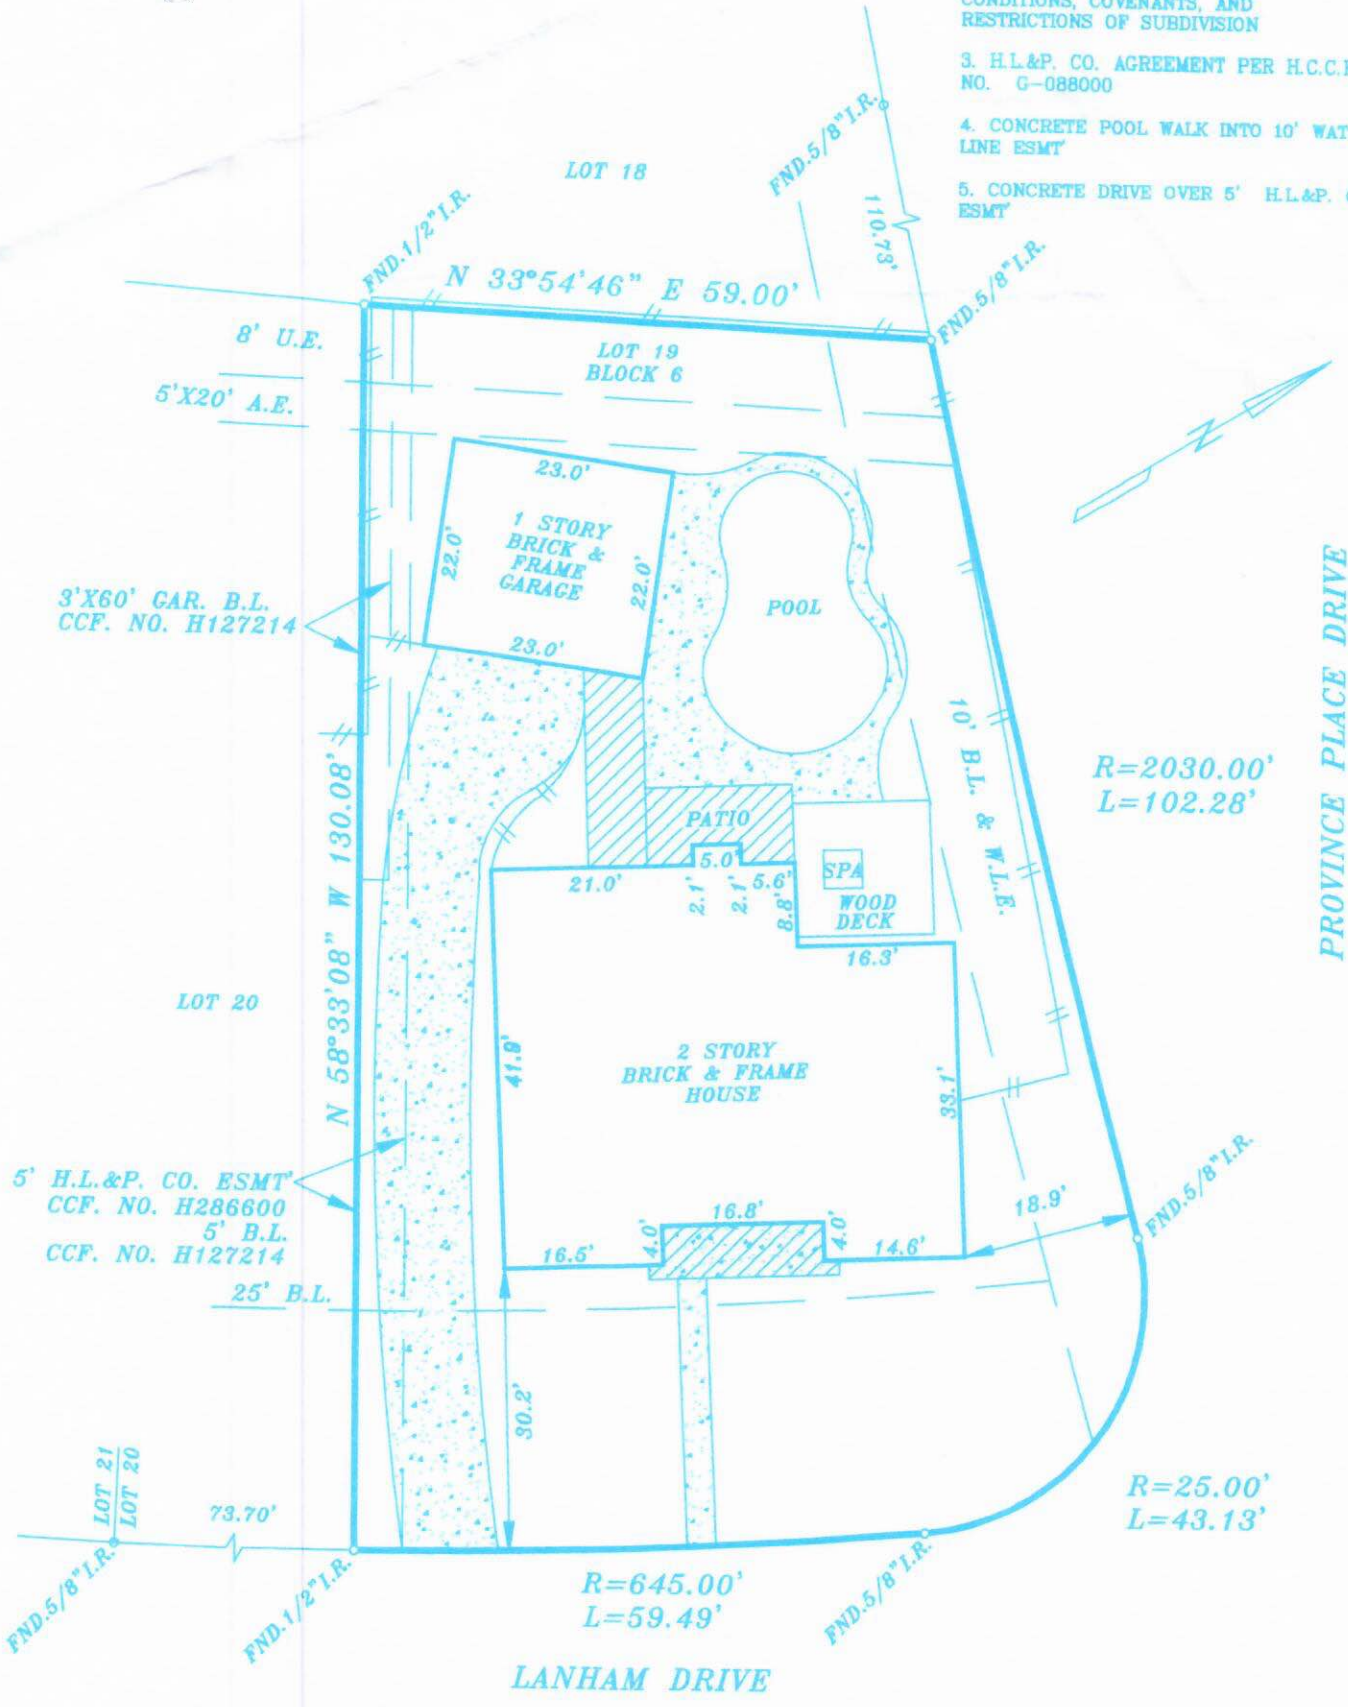 CONDITIONS, COVENANTS, AND
RESTRICTIONS OF SUBDIVISION
3. H.L.&P. CO. AGREEMENT PER H.C.C.
NO. G-088000
4. CONCRETE POOL WALK INTO 10' WAT
LINE ESMT'
5. CONCRETE DRIVE OVER 5' H.L.&P.
ESMT'
LOT 18
FND.5/8"I.R.
110.73'
FND.1/2"I.R.
N 33°54'46" E 59.00'
FND.5/8"I.R.
8' U.E.
LOT 19
BLOCK 6
5'X20' A.E.
N
23.0'
1 STORY
BRICK &
FRAME
GARAGE
22.0'
22.0'
23.0'
POOL
3'X60' GAR. B.L.
CCF. NO. H127214
PROVINCE PLACE DRIVE
10' B.L. & W.L.E.
R=2030.00'
L=102.28'
N 58°33'08" W 130.08'
PATIO
5.0'
21.0'
2.1'
2.1'
5.6'
8.8'
SPA
WOOD
DECK
16.3'
LOT 20
41.9'
2 STORY
BRICK & FRAME
HOUSE
33.1'
5' H.L.&P. CO. ESMT'
CCF. NO. H286600
5' B.L.
CCF. NO. H127214
16.8'
4.0'
4.0'
16.5'
14.6'
18.9'
FND.5/8"I.R.
25' B.L.
30.2'
LOT 21
LOT 20
73.70'
R=25.00'
L=43.13'
FND.5/8"I.R.
FND.1/2"I.R.
R=645.00'
L=59.49'
FND.5/8"I.R.
LANHAM DRIVE